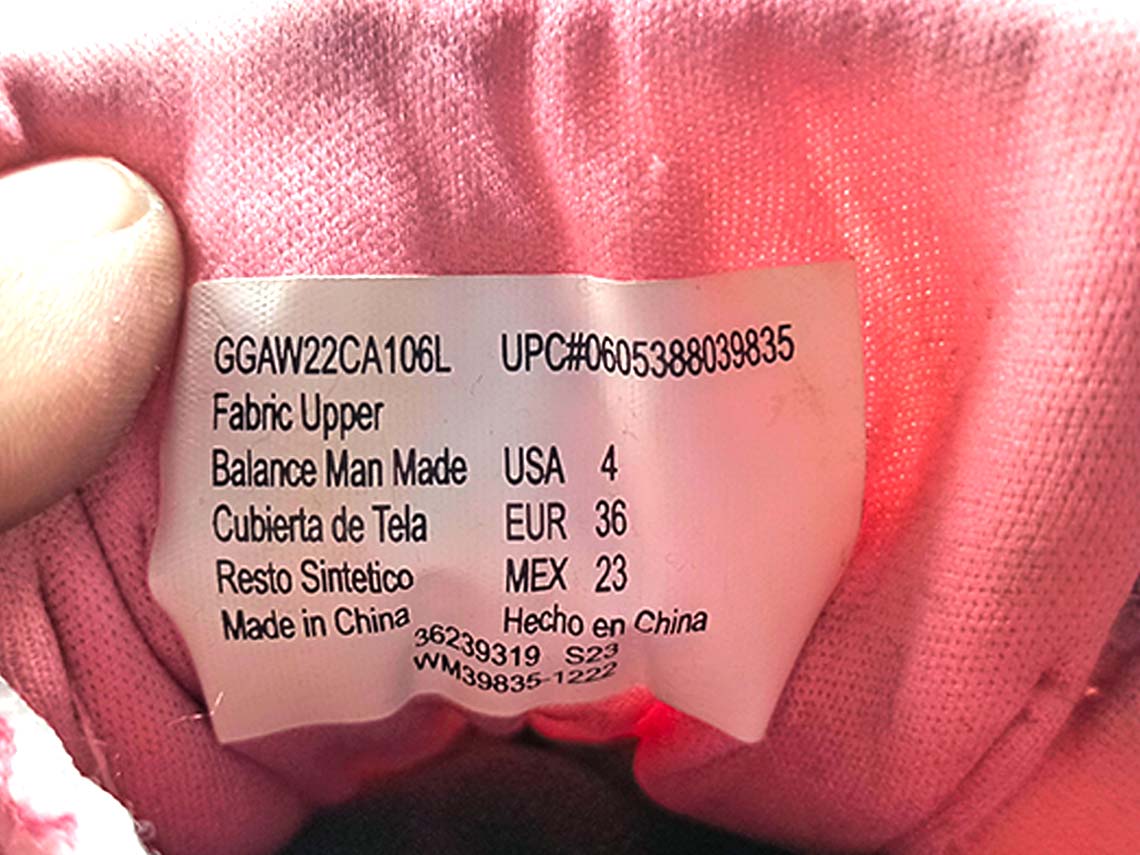 GGAW22CA106L UPC#0605388039835
Fabric Upper
Balance Man Made USA 4
Cubierta de Tela EUR 36
Resto Sintetico MEX 23
Made in China Hecho en China
36239319 S23
WM39835-1222